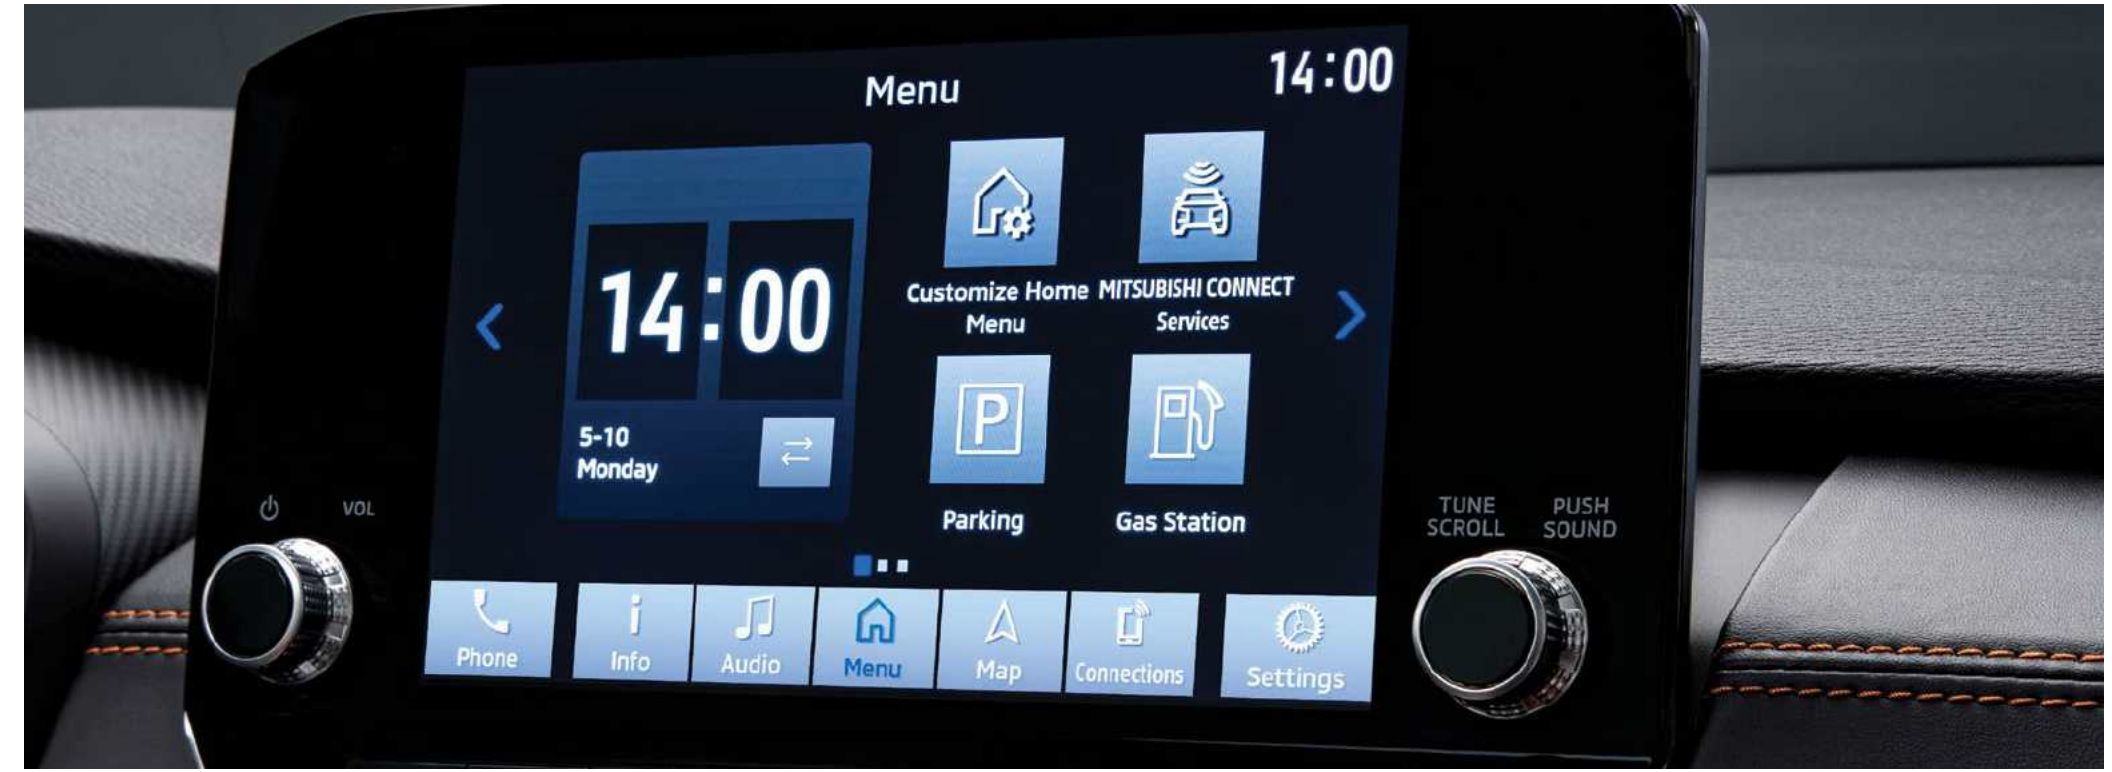 Menu
14:00
14:00
5-10
Monday
Customize Home
Menu
MITSUBISHI CONNECT
Services
P
Parking
Gas Station
VOL
TUNE
SCROLL
PUSH
SOUND
Phone
Info
Audio
Menu
Map
Connections
Settings